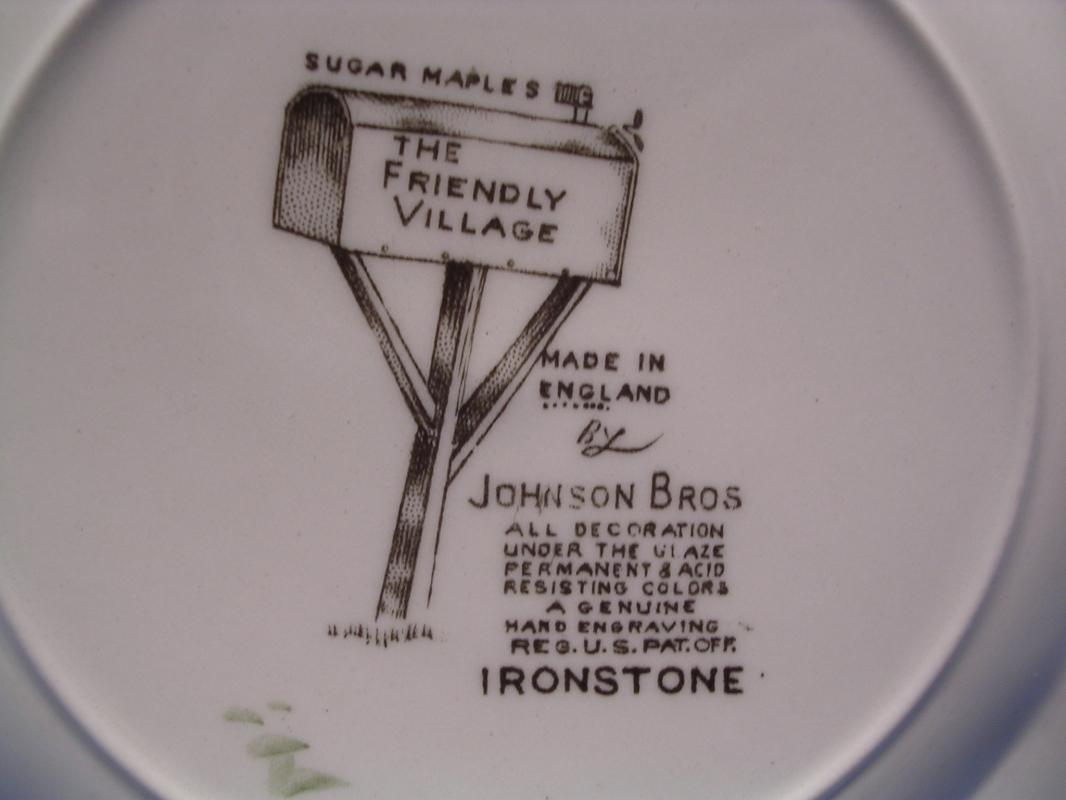 SUGAR MAPLES
THE
FRIENDLY
VILLAGE
MADE IN
ENGLAND
By
JOHNSON BROS
ALL DECORATION
UNDER THE GLAZE
PERMANENT & ACID
RESISTING COLORS
A GENUINE
HAND ENGRAVING
REG. U. S. PAT. OFF.
IRONSTONE